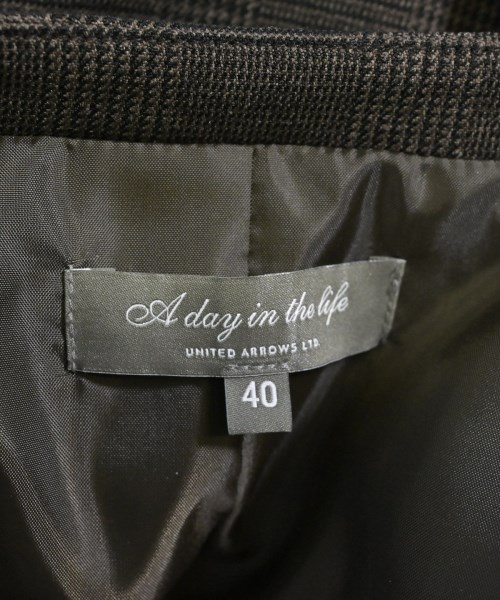 A day in the life
UNITED ARROWS LTD.
40